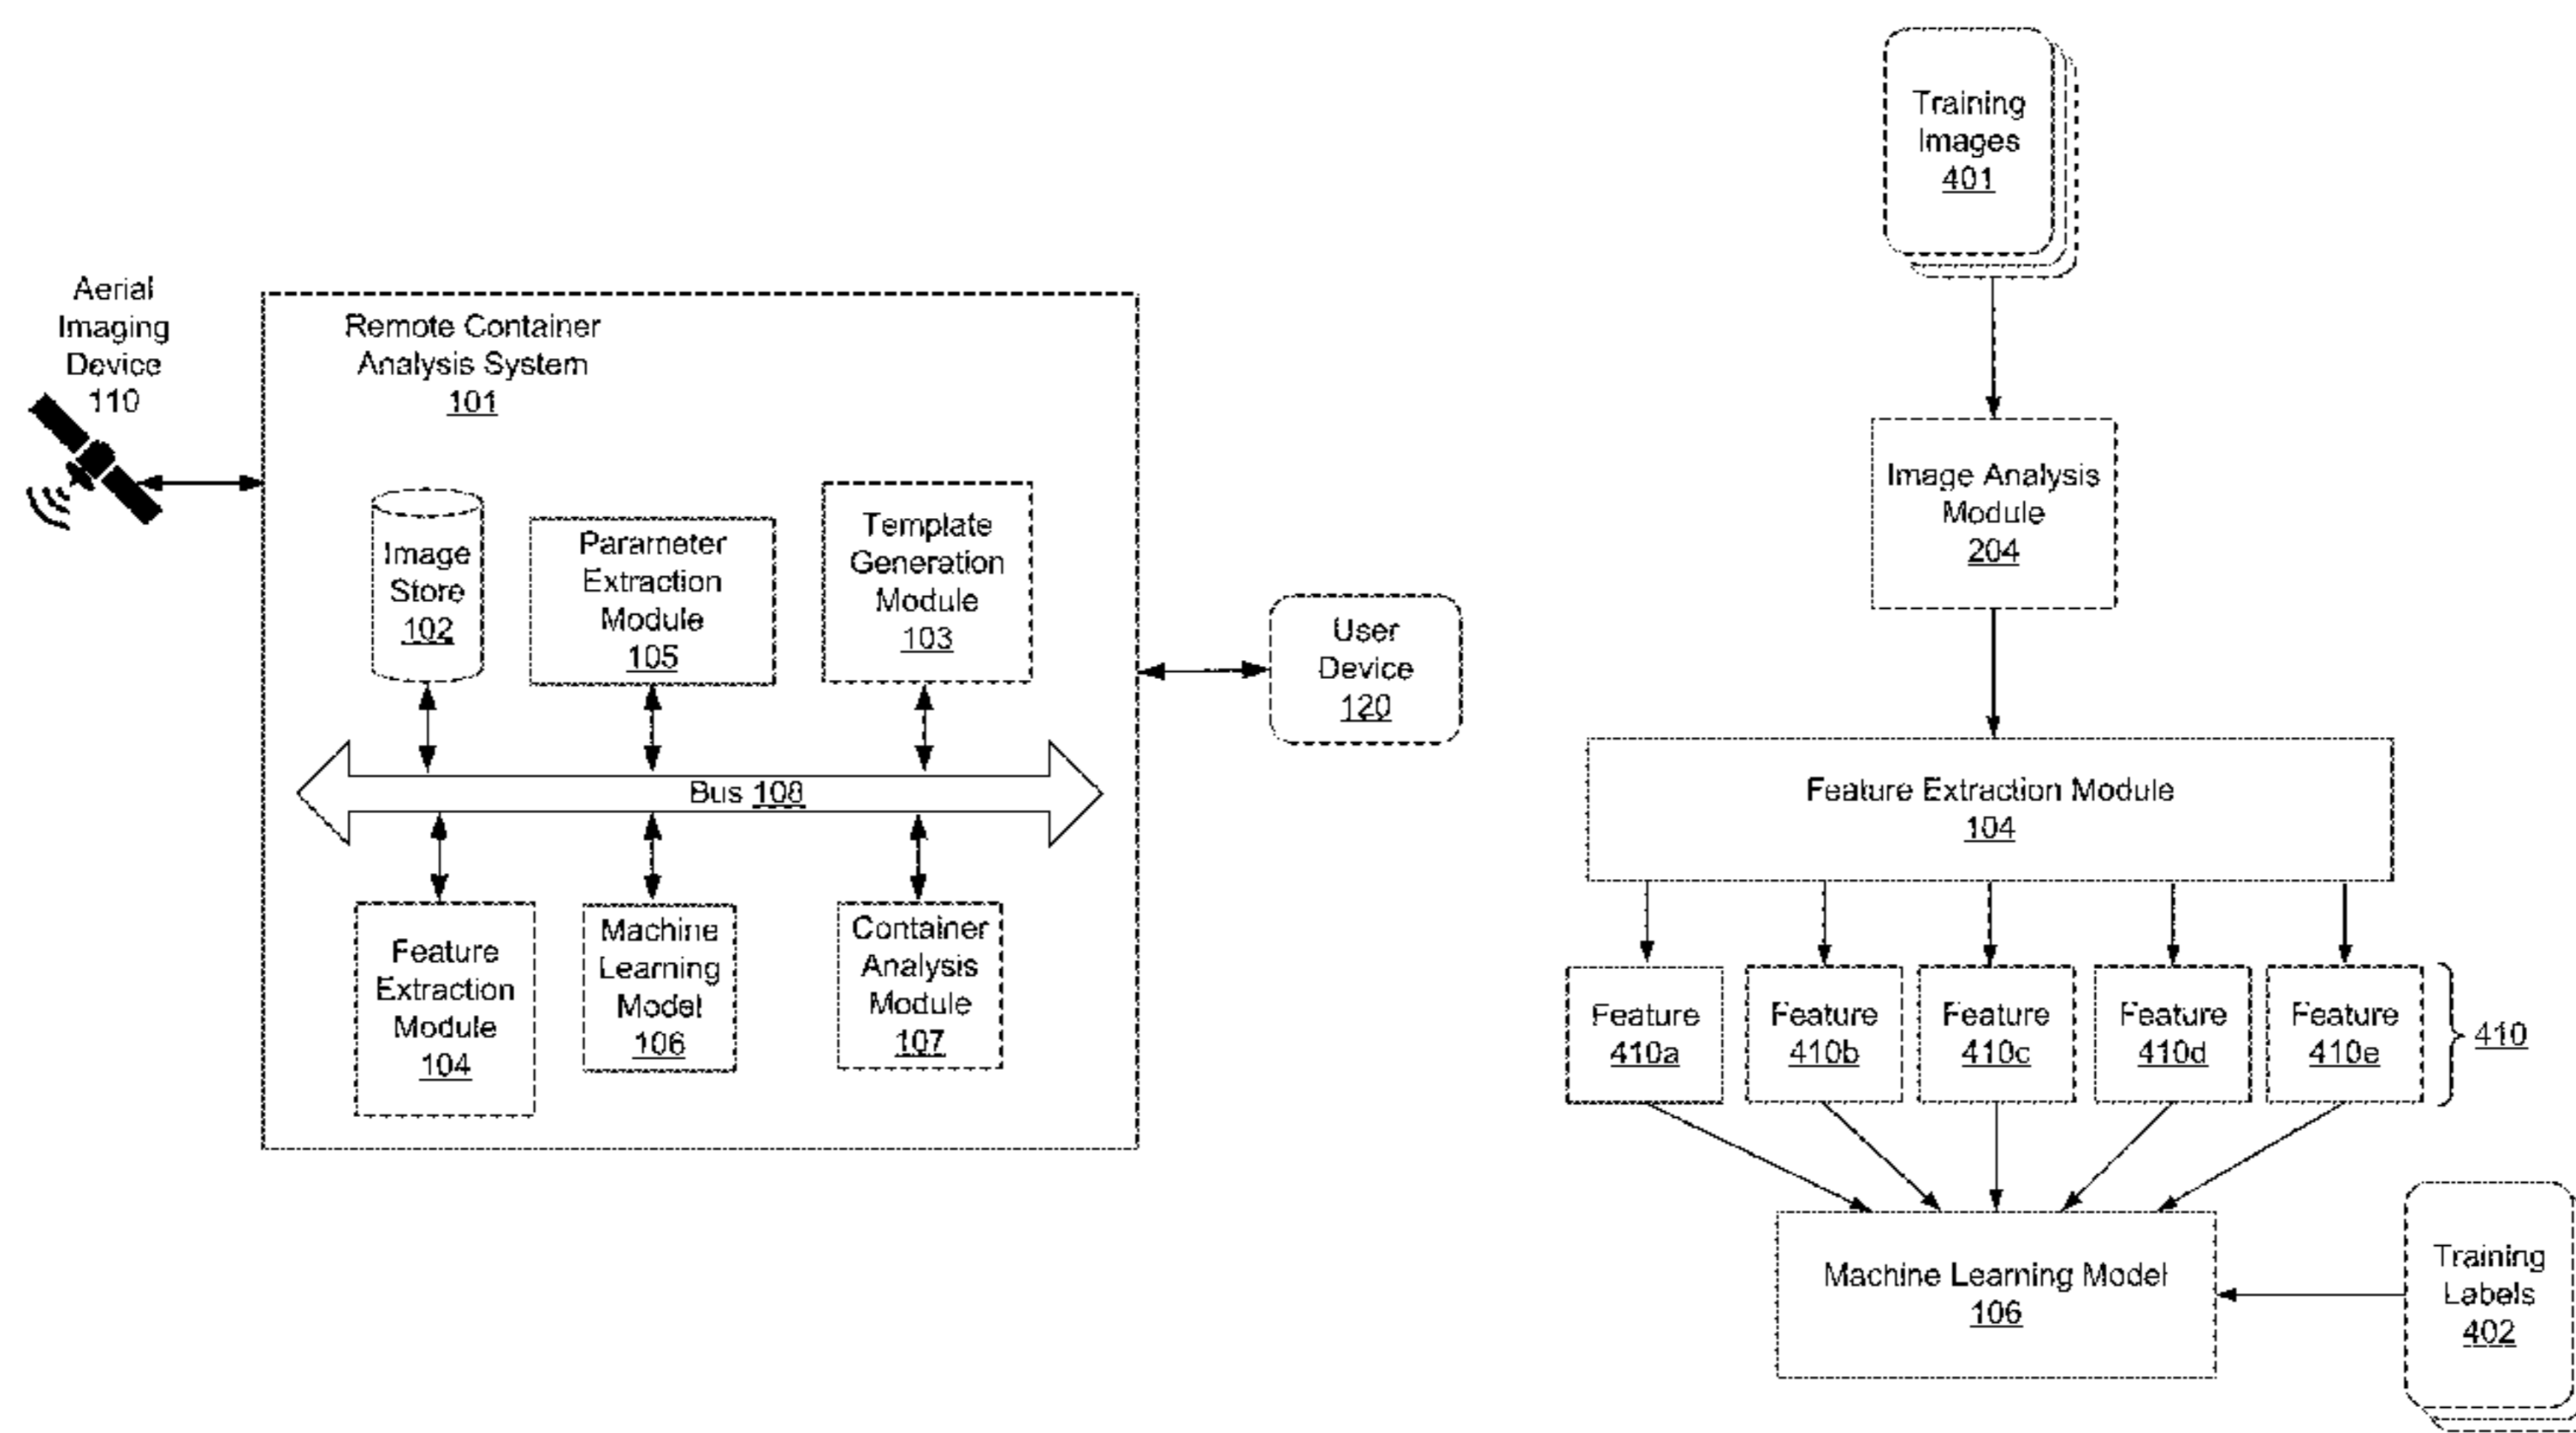 Aerial
Imaging
Device
110
Remote Container
Analysis System
101
Image
Store
102
Parameter
Extraction
Module
105
Template
Generation
Module
103
Bus 108
Feature
Extraction
Module
104
Machine
Learning
Model
106
Container
Analysis
Module
107
User
Device
120
Training
Images
401
Image Analysis
Module
204
Feature Extraction Module
104
Feature
410a
Feature
410b
Feature
410c
Feature
410d
Feature
410e
410
Machine Learning Model
106
Training
Labels
402